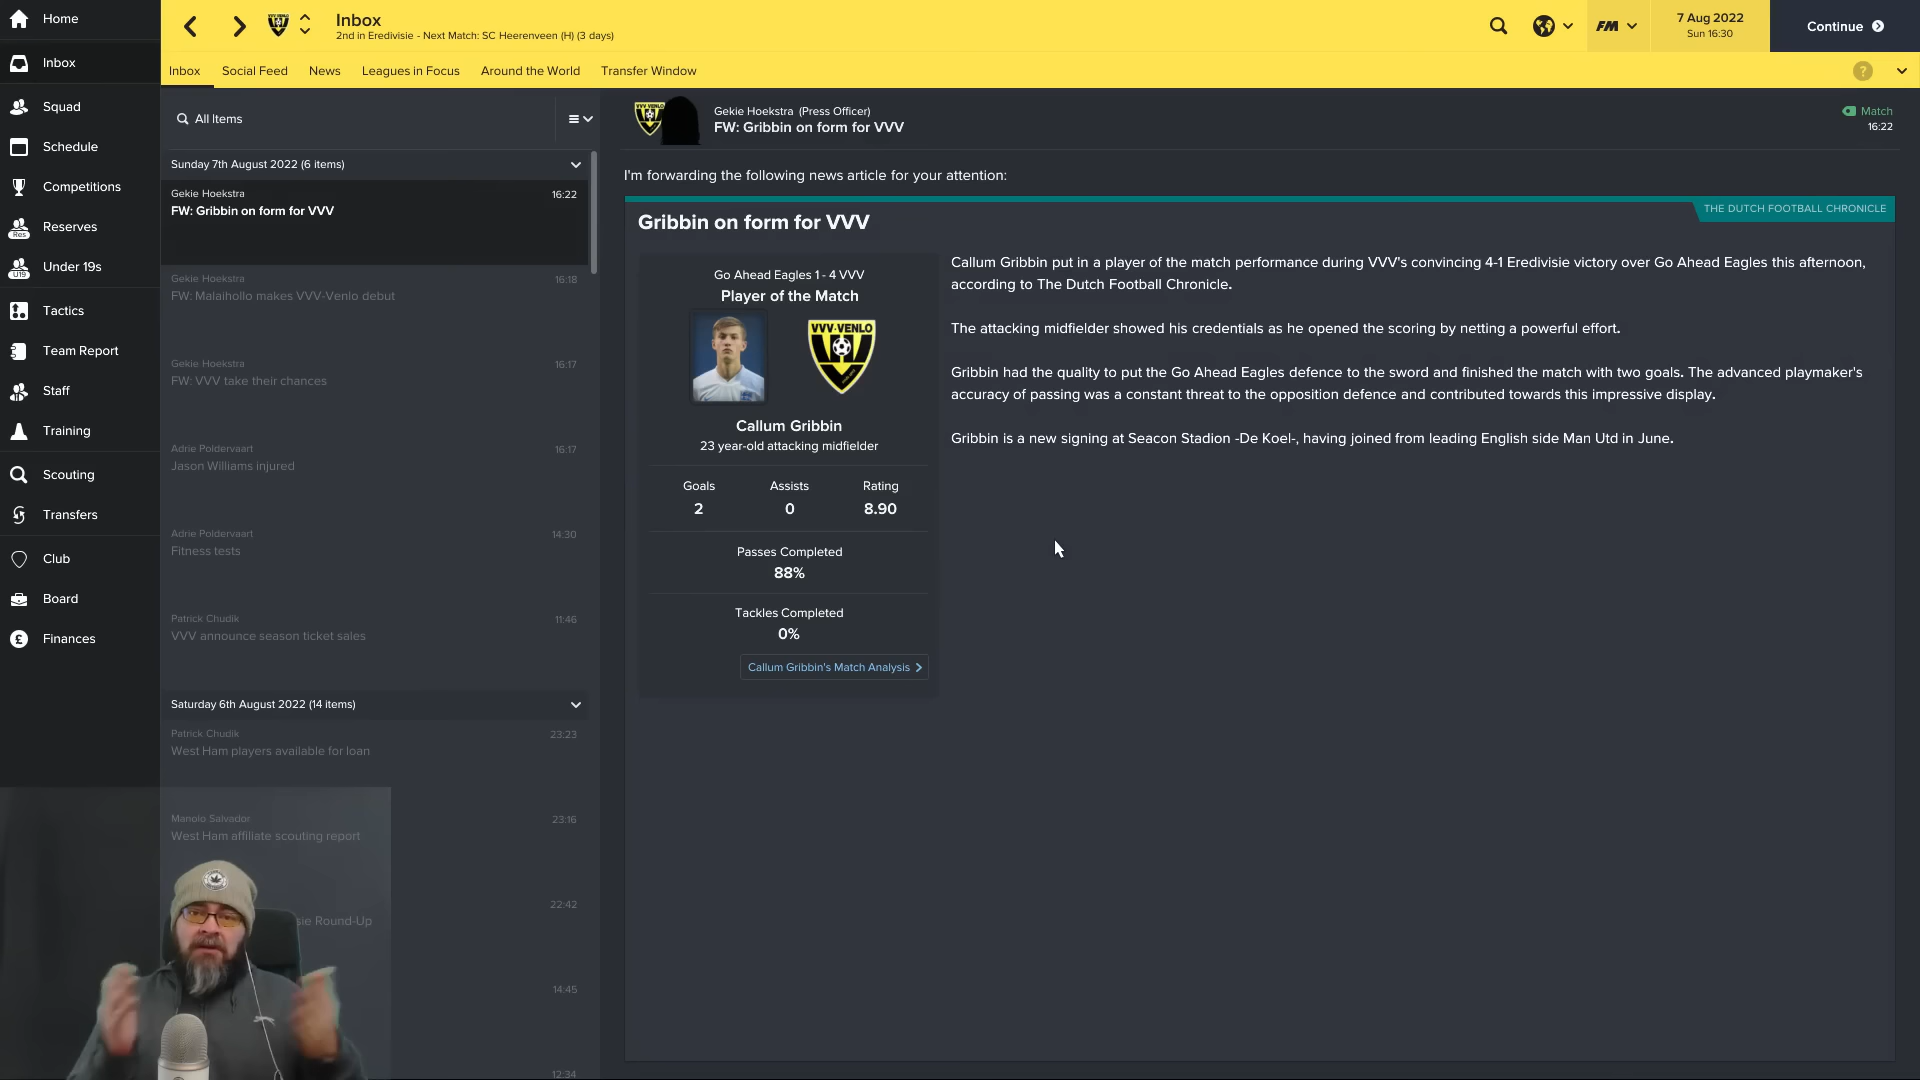 Home
Inbox
Squad
Schedule
Competitions
Reserves
Under 19s
Tactics
Team Report
Staff
Training
Scouting
Transfers
Club
Board
Finances
Inbox
2nd in Eredivisie - Next Match: SC Heerenveen (H) (3 days)
FM
7 Aug 2022
Sun 16:30
Continue
Inbox
Social Feed
News
Leagues in Focus
Around the World
Transfer Window
?
All Items
Sunday 7th August 2022 (6 items)
Gekie Hoekstra
16:22
FW: Gribbin on form for VVV
Gekie Hoekstra
16:18
FW: Malaihollo makes VVV-Venlo debut
Gekie Hoekstra
16:17
FW: VVV take their chances
Adrie Poldervaart
16:17
Jason Williams injured
Adrie Poldervaart
14:30
Fitness tests
Patrick Chudik
11:46
VVV announce season ticket sales
Saturday 6th August 2022 (14 items)
Patrick Chudik
23:23
West Ham players available for loan
Manolo Salvador
23:16
West Ham affiliate scouting report
22:42
sie Round-Up
14:45
12:34
Gekie Hoekstra (Press Officer)
FW: Gribbin on form for VVV
Match
16:22
I'm forwarding the following news article for your attention:
THE DUTCH FOOTBALL CHRONICLE
Gribbin on form for VVV
Go Ahead Eagles 1 - 4 VVV
Player of the Match
VVV-VENLO
Callum Gribbin
23 year-old attacking midfielder
Goals
Assists
Rating
2
0
8.90
Passes Completed
88%
Tackles Completed
0%
Callum Gribbin's Match Analysis
Callum Gribbin put in a player of the match performance during VVV's convincing 4-1 Eredivisie victory over Go Ahead Eagles this afternoon,
according to The Dutch Football Chronicle.
The attacking midfielder showed his credentials as he opened the scoring by netting a powerful effort.
Gribbin had the quality to put the Go Ahead Eagles defence to the sword and finished the match with two goals. The advanced playmaker's
accuracy of passing was a constant threat to the opposition defence and contributed towards this impressive display.
Gribbin is a new signing at Seacon Stadion -De Koel-, having joined from leading English side Man Utd in June.